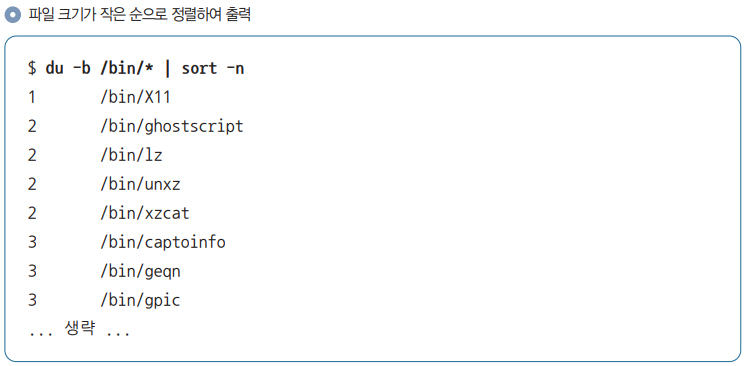 파일 크기가 작은 순으로 정렬하여 출력
$ du -b /bin/* | sort -n
1 /bin/X11
2 /bin/ghostscript
2 /bin/lz
2 /bin/unxz
2 /bin/xzcat
3 /bin/captoinfo
3 /bin/geqn
3 /bin/gpic
... 생략 ...